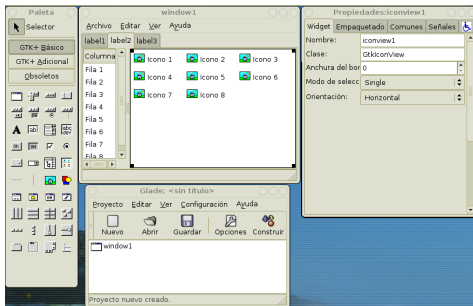 Paleta
Selector
GTK+ Básico
GTK+ Adicional
Obsoletos
window1
Archivo Editar Ver Ayuda
label1 label2 label3
Columna
Fila 1
Fila 2
Fila 3
Fila 4
Fila 5
Fila 6
Fila 7
Fila 8
Icono 1 Icono 2 Icono 3
Icono 4 Icono 5 Icono 6
Icono 7 Icono 8
Propiedades:iconview1
Widget Empaquetado Comunes Señales
Nombre: iconview1
Clase: GtkIconView
Anchura del bor 0
Modo de selecc Single
Orientación: Horizontal
Glade: <sin título>
Proyecto Editar Ver Configuración Ayuda
Nuevo Abrir Guardar Opciones Construir
window1
Proyecto nuevo creado.